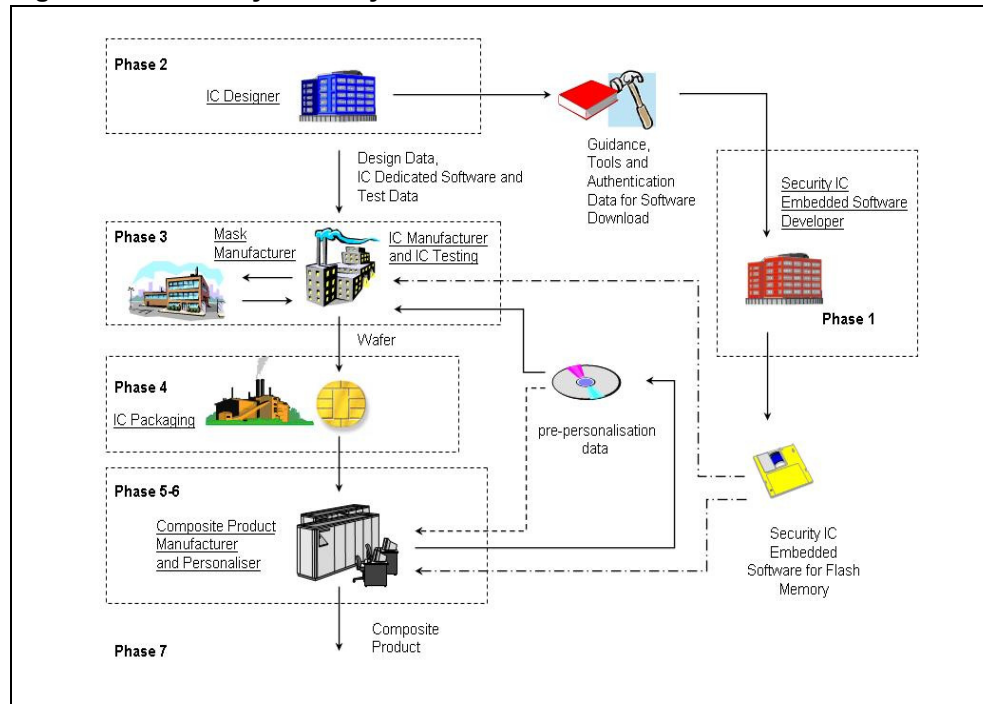 Phase 2
IC Designer
Design Data,
IC Dedicated Software and
Test Data
Guidance,
Tools and
Authentication
Data for Software
Download
Security IC
Embedded Software
Developer
Phase 1
Phase 3
Mask
Manufacturer
IC Manufacturer
and IC Testing
Wafer
Phase 4
IC Packaging
pre-personalisation
data
Phase 5-6
Composite Product
Manufacturer
and Personaliser
Security IC
Embedded
Software for Flash
Memory
Composite
Product
Phase 7